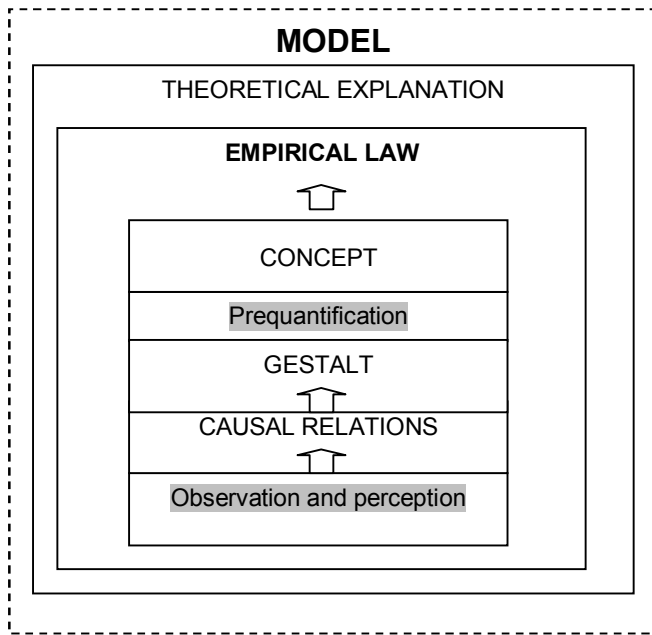 MODEL
THEORETICAL EXPLANATION
EMPIRICAL LAW
CONCEPT
Prequantification
GESTALT
CAUSAL RELATIONS
Observation and perception